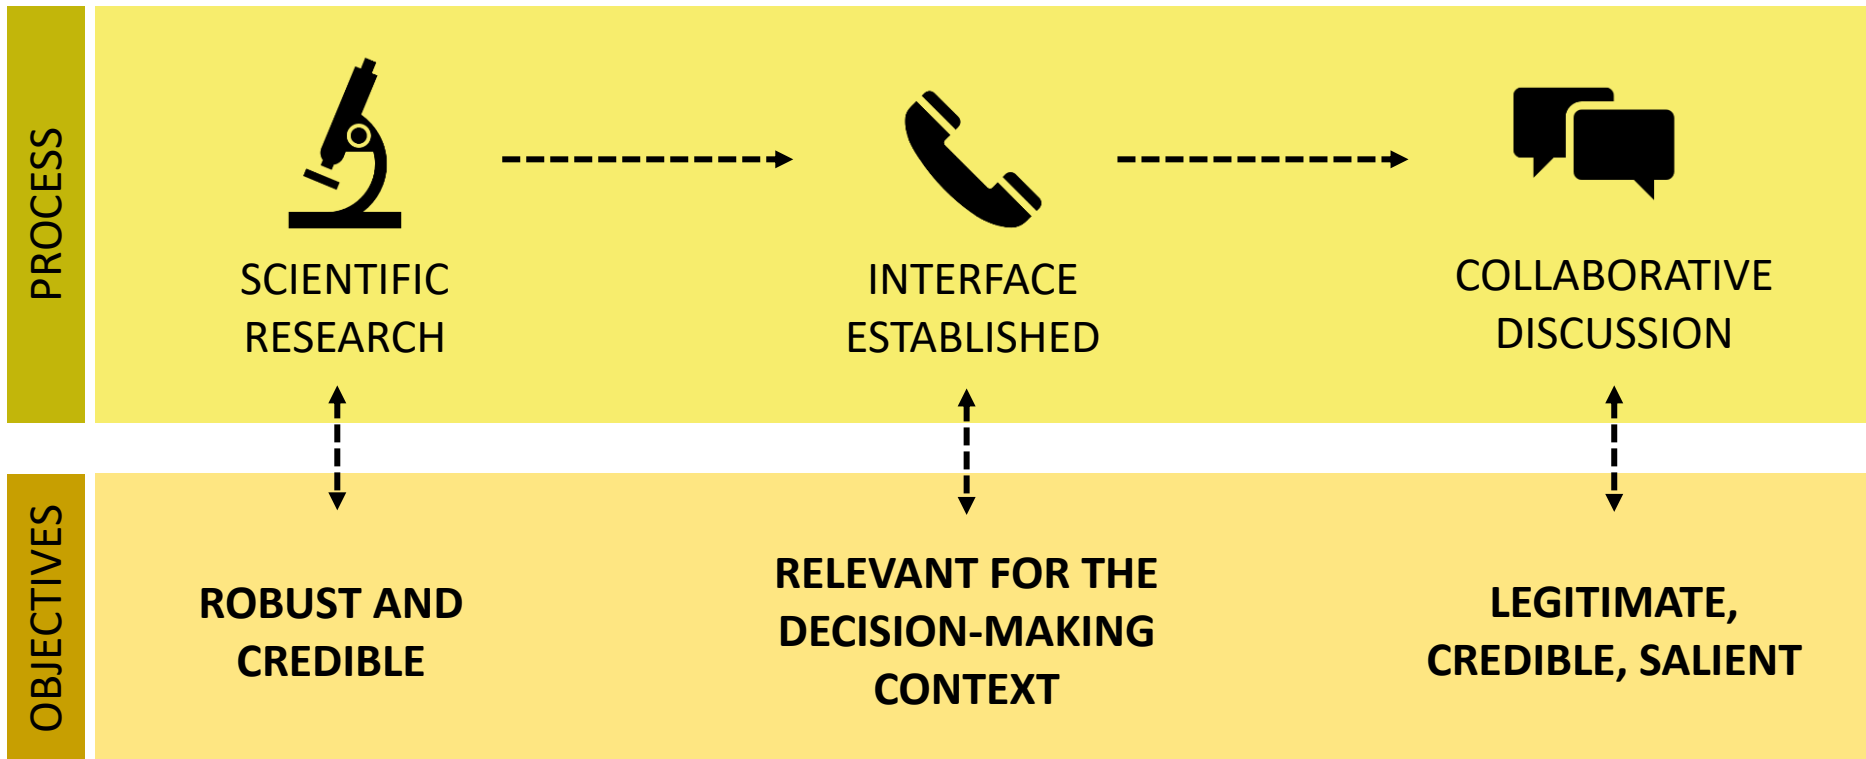 PROCESS
SCIENTIFIC
RESEARCH
INTERFACE
ESTABLISHED
COLLABORATIVE
DISCUSSION
OBJECTIVES
ROBUST AND
CREDIBLE
RELEVANT FOR THE
DECISION-MAKING
CONTEXT
LEGITIMATE,
CREDIBLE, SALIENT